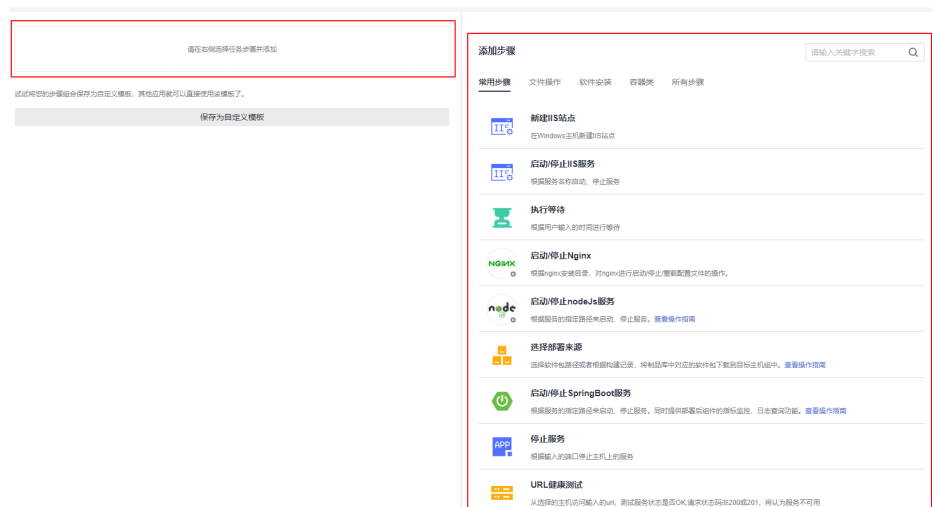 请在右侧选择任务步骤并添加
试试将您的步骤组合保存为自定义模板，其他应用就可以直接使用该模板了。
保存为自定义模板
添加步骤
请输入关键字搜索
常用步骤 文件操作 软件安装 容器类 所有步骤
IIS
新建IIS站点
在Windows主机新建IIS站点
IIS
启动/停止IIS服务
根据服务名称启动、停止服务
执行等待
根据用户输入的时间进行等待
NGINX
启动/停止Nginx
根据nginx安装目录，对nginx进行启动/停止/重载配置文件的操作。
node
启动/停止nodeJs服务
根据服务的指定路径来启动、停止服务。查看操作指南
选择部署来源
选择软件包路径或者根据构建记录，将制品库中对应的软件包下载到目标主机组中。查看操作指南
启动/停止SpringBoot服务
根据服务的指定路径来启动、停止服务。同时提供部署后组件的指标监控、日志查询功能。查看操作指南
APP
停止服务
根据输入的端口停止主机上的服务
URL健康测试
从选择的主机访问输入的url，测试服务状态是否OK,请求状态码非200或201，将认为服务不可用